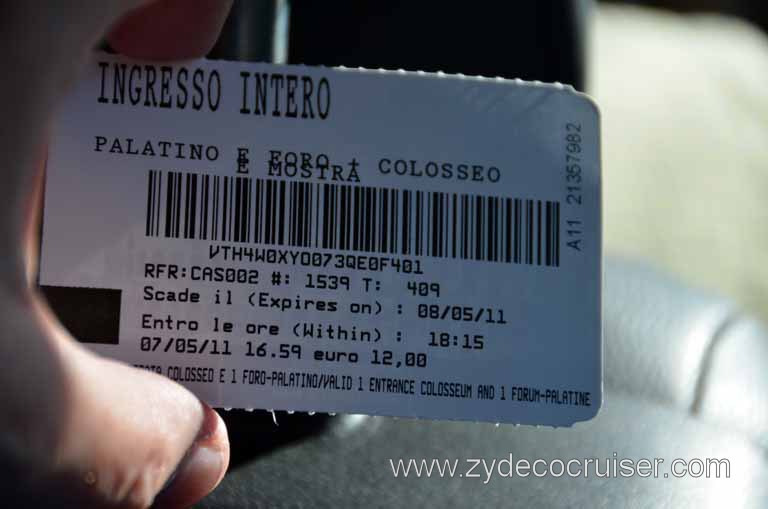 INGRESSO INTERO
PALATINO E FORO + COLOSSEO
E MOSTRA
A11 21357982
VTH4W0XYO073QE0F401
RFR:CAS002 #: 1539 T: 409
Scade il (Expires on) : 08/05/11
Entro le ore (Within) : 18:15
07/05/11 16.59 euro 12,00
COLOSSEO E 1 FORO-PALATINO/VALID 1 ENTRANCE COLOSSEUM AND 1 FORUM-PALATINE
www.zydecocruiser.com